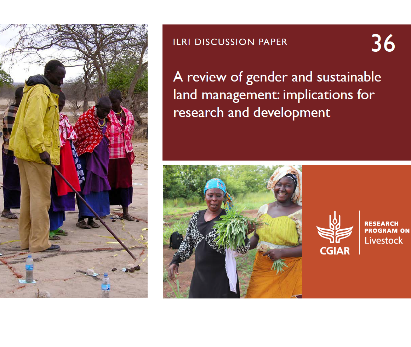 ILRI DISCUSSION PAPER 36
A review of gender and sustainable
land management: implications for
research and development
CGIAR
RESEARCH
PROGRAM ON
Livestock